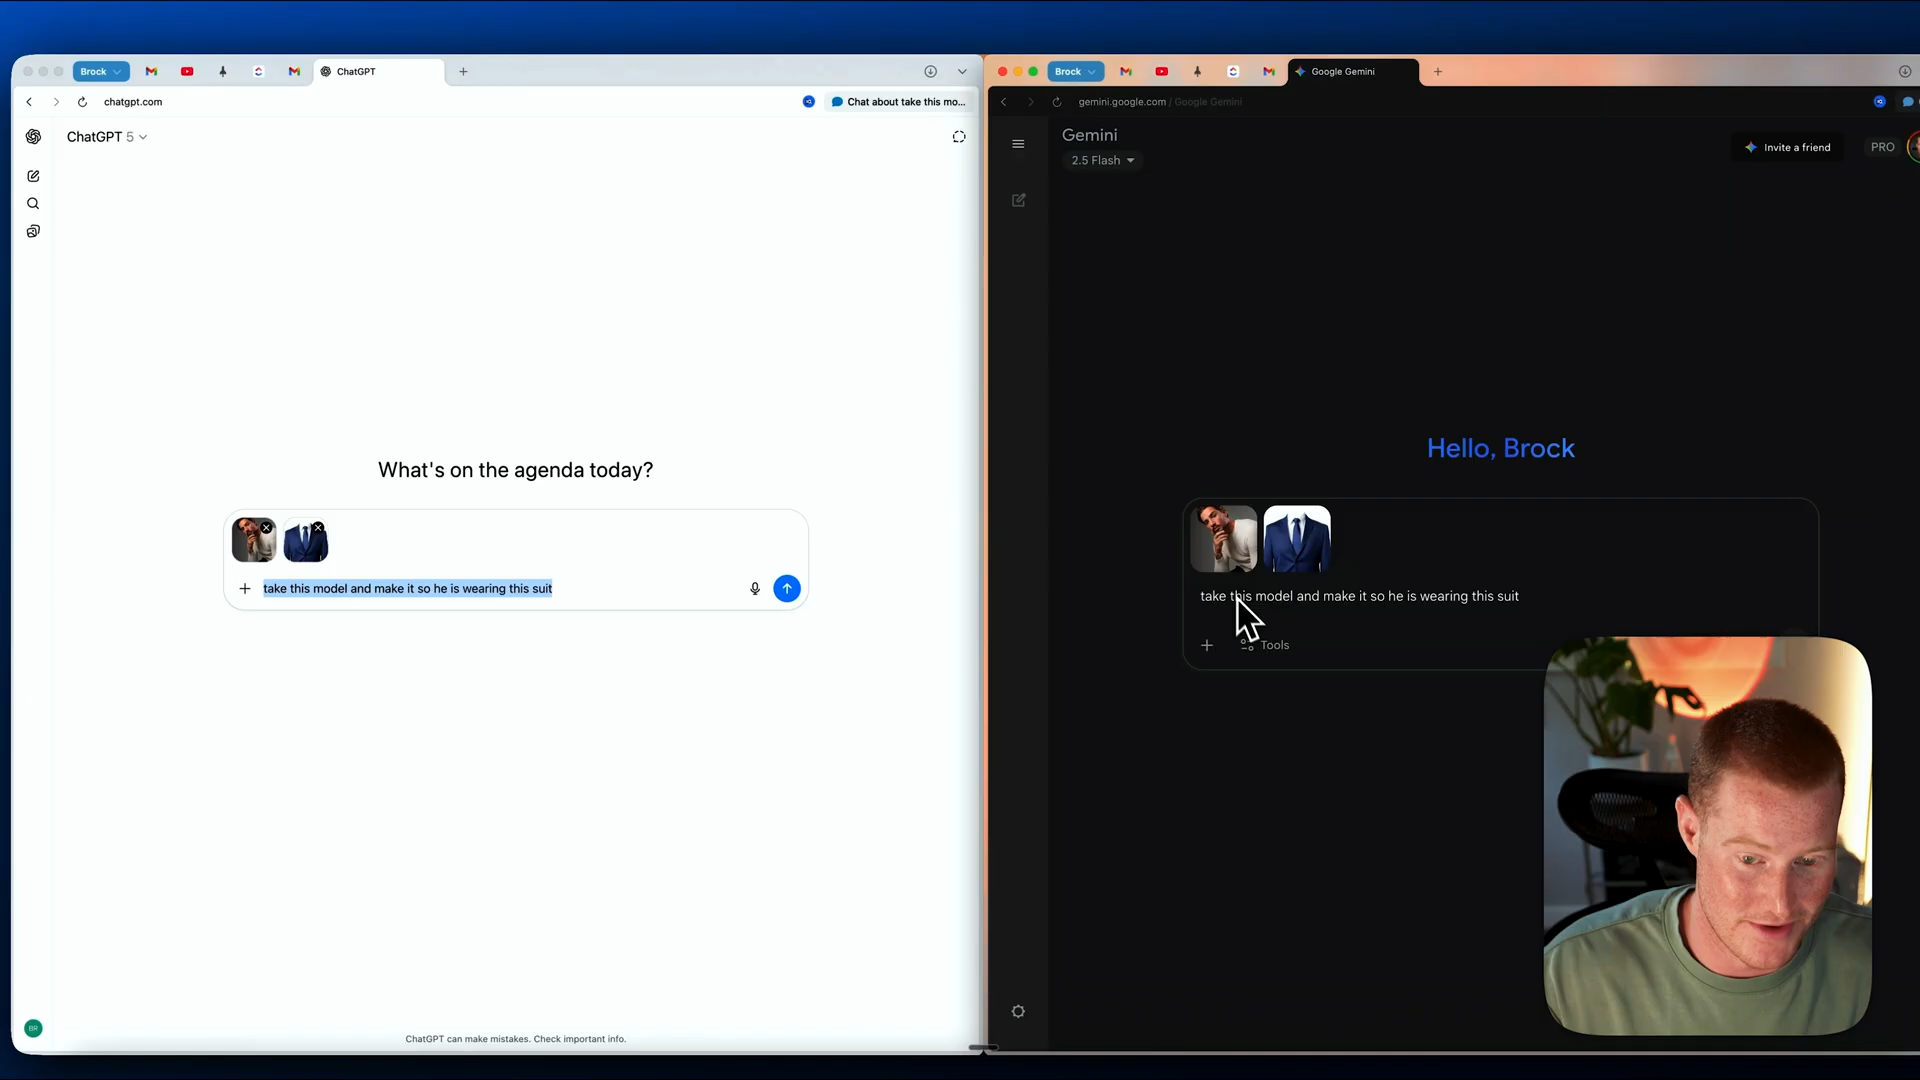 Brock
ChatGPT
chatgpt.com
Chat about take this mo...
ChatGPT 5
What's on the agenda today?
take this model and make it so he is wearing this suit
BR
ChatGPT can make mistakes. Check important info.
Brock
Google Gemini
gemini.google.com / Google Gemini
Gemini
2.5 Flash
Invite a friend
PRO
Hello, Brock
take this model and make it so he is wearing this suit
Tools